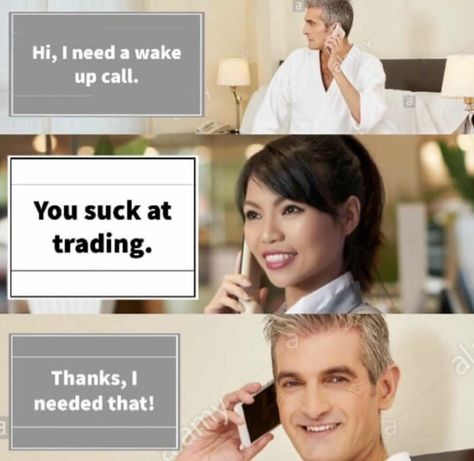 Hi, I need a wake
up call.
a
a
You suck at
trading.
Thanks, I
needed that!